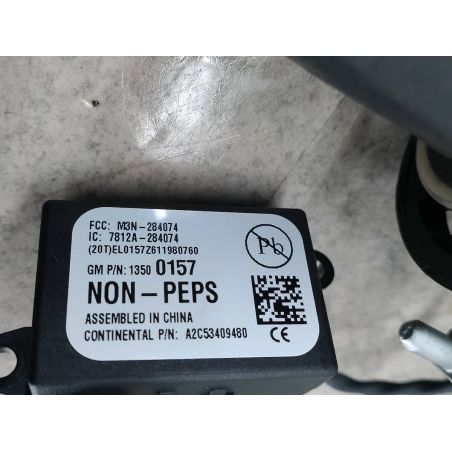 FCC: M3N-284074
IC: 7812A-284074
(20T)EL0157Z611980760
Pb
GM P/N: 1350 0157
NON-PEPS
ASSEMBLED IN CHINA
CONTINENTAL P/N: A2C53409480
CE